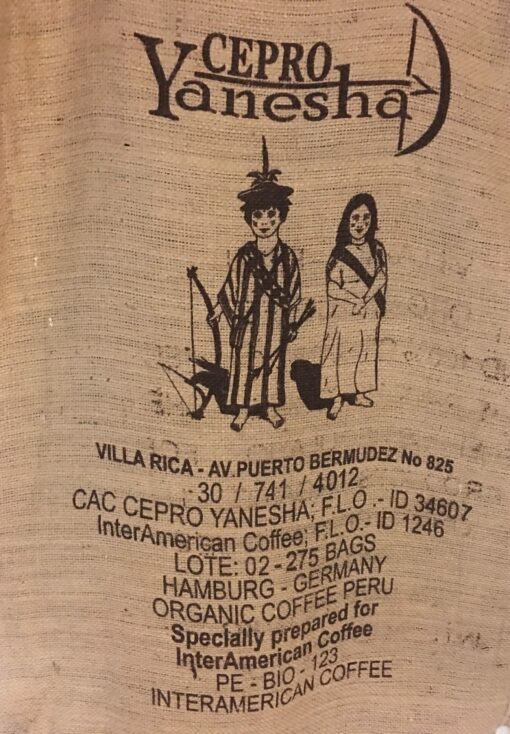 CEPRO
Yanesha
VILLA RICA - AV.PUERTO BERMUDEZ No 825
30 / 741 / 4012
CAC CEPRO YANESHA; F.L.O .- ID 34607
InterAmerican Coffee; F.L.O.- ID 1246
LOTE: 02 - 275 BAGS
HAMBURG - GERMANY
ORGANIC COFFEE PERU
Specially prepared for
InterAmerican Coffee
PE - BIO - 123
INTERAMERICAN COFFEE